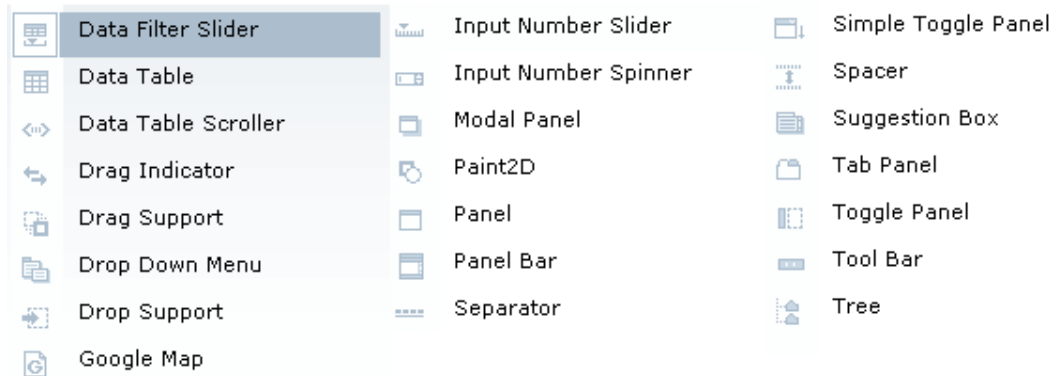 Data Filter Slider
Data Table
Data Table Scroller
Drag Indicator
Drag Support
Drop Down Menu
Drop Support
Google Map
Input Number Slider
Input Number Spinner
Modal Panel
Paint2D
Panel
Panel Bar
Separator
Simple Toggle Panel
Spacer
Suggestion Box
Tab Panel
Toggle Panel
Tool Bar
Tree